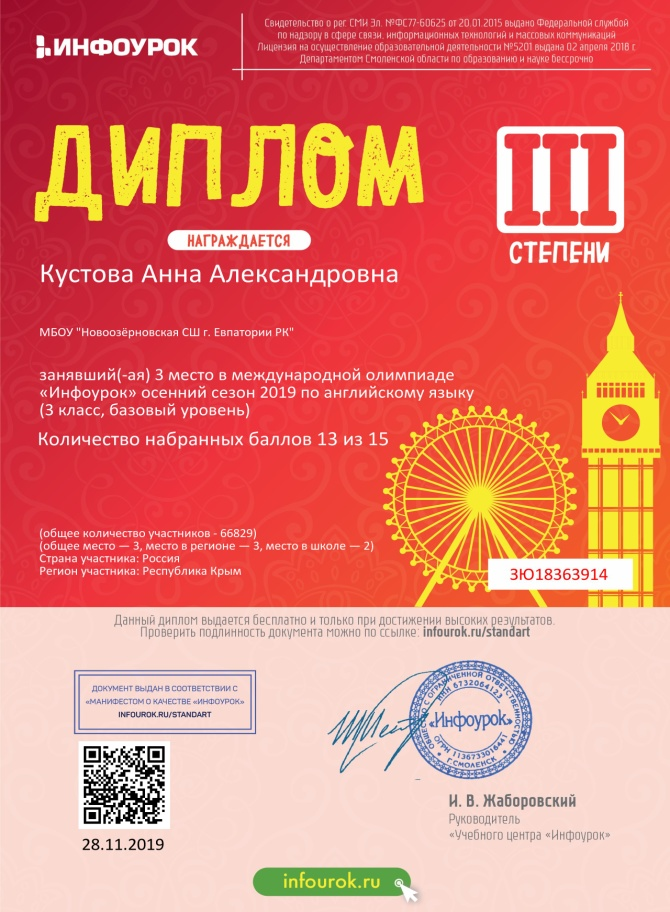 ИНФОУРОК
Свидетельство о рег. СМИ Эл. №ФС77-60625 от 20.01.2015 выдано Федеральной службой
по надзору в сфере связи, информационных технологий и массовых коммуникаций
Лицензия на осуществление образовательной деятельности №5201 выдана 02 апреля 2018 г.
Департаментом Смоленской области по образованию и науке бессрочно
ДИПЛОМ
III
СТЕПЕНИ
НАГРАЖДАЕТСЯ
Кустова Анна Александровна
МБОУ "Новоозёрновская СШ г. Евпатории РК"
занявший(-ая) 3 место в международной олимпиаде
«Инфоурок» осенний сезон 2019 по английскому языку
(3 класс, базовый уровень)
Количество набранных баллов 13 из 15
(общее количество участников - 66829)
(общее место — 3, место в регионе — 3, место в школе — 2)
Страна участника: Россия
Регион участника: Республика Крым
ЗЮ18363914
Данный диплом выдается бесплатно и только при достижении высоких результатов.
Проверить подлинность документа можно по ссылке: infourok.ru/standart
ДОКУМЕНТ ВЫДАН В СООТВЕТСТВИИ С
«МАНИФЕСТОМ О КАЧЕСТВЕ «ИНФОУРОК»
INFOUROK.RU/STANDART
ОБЩЕСТВО С ОГРАНИЧЕННОЙ ОТВЕТСТВЕННОСТЬЮ
ИНН 6732064123
«Инфоурок»
ОГРН 1136733016441
Г.СМОЛЕНСК
28.11.2019
И. В. Жаборовский
Руководитель
«Учебного центра «Инфоурок»
infourok.ru